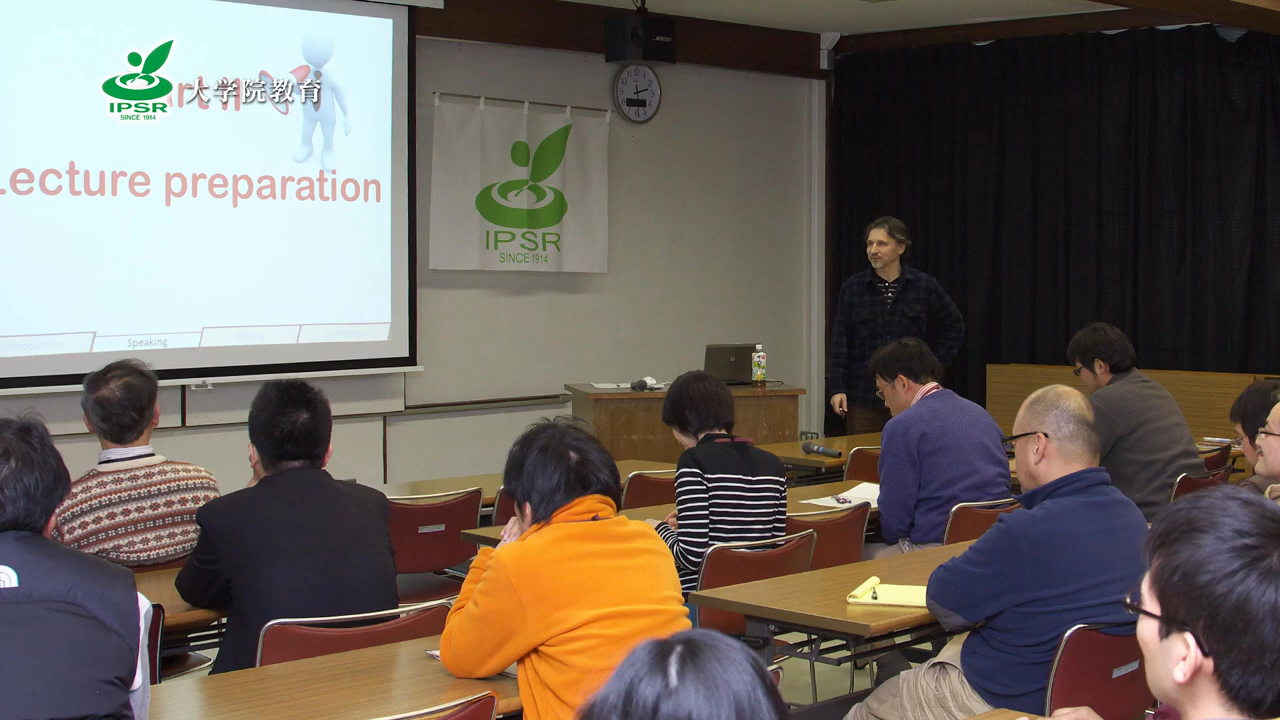 IPSR
SINCE 1914
大学院教育
Lecture preparation
Speaking
IPSR
SINCE 1914